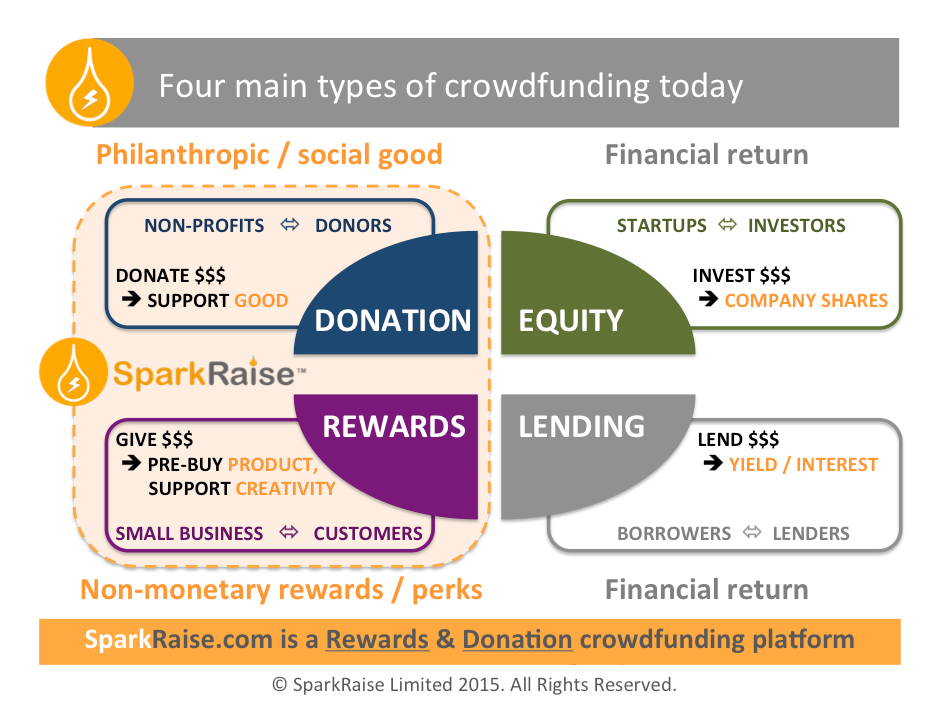 Four main types of crowdfunding today
Philanthropic / social good
Financial return
NON-PROFITS ⬄ DONORS
DONATE $$$
➔ SUPPORT GOOD
DONATION
STARTUPS ⬄ INVESTORS
INVEST $$$
➔ COMPANY SHARES
EQUITY
SparkRaise™
REWARDS
GIVE $$$
➔ PRE-BUY PRODUCT,
SUPPORT CREATIVITY
SMALL BUSINESS ⬄ CUSTOMERS
LENDING
LEND $$$
➔ YIELD / INTEREST
BORROWERS ⬄ LENDERS
Non-monetary rewards / perks
Financial return
SparkRaise.com is a Rewards & Donation crowdfunding platform
© SparkRaise Limited 2015. All Rights Reserved.